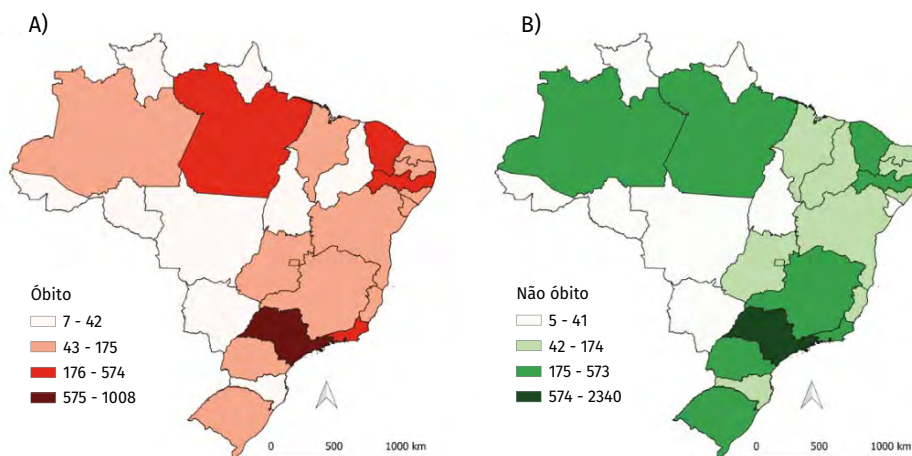 A)
Óbito
7 - 42
43 - 175
176 - 574
575 - 1008
0 500 1000 km
B)
Não óbito
5 - 41
42 - 174
175 - 573
574 - 2340
0 500 1000 km